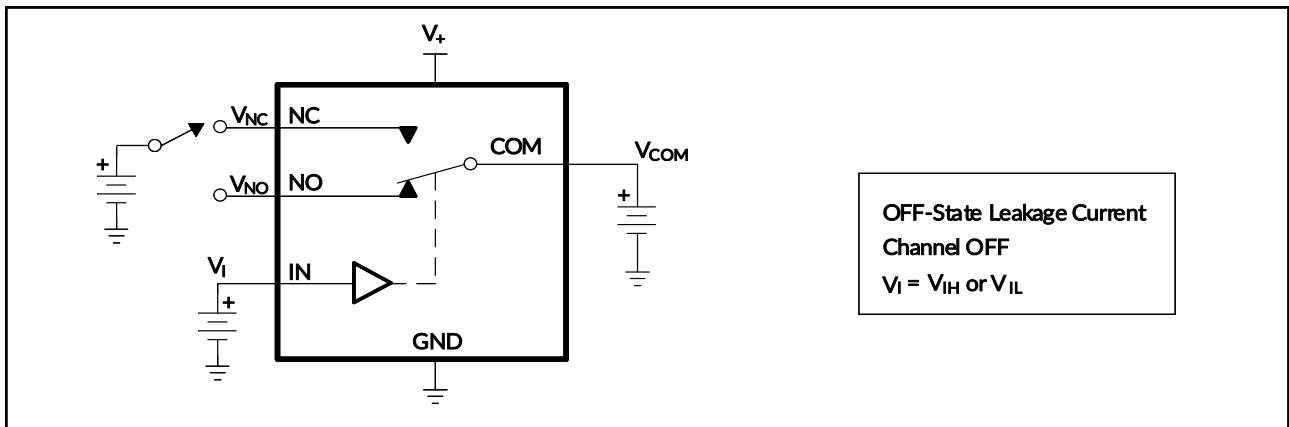 V+
VNC NC
COM
VCOM
+
VNO NO
+
VI IN
+
GND
OFF-State Leakage Current
Channel OFF
VI = VIH or VIL